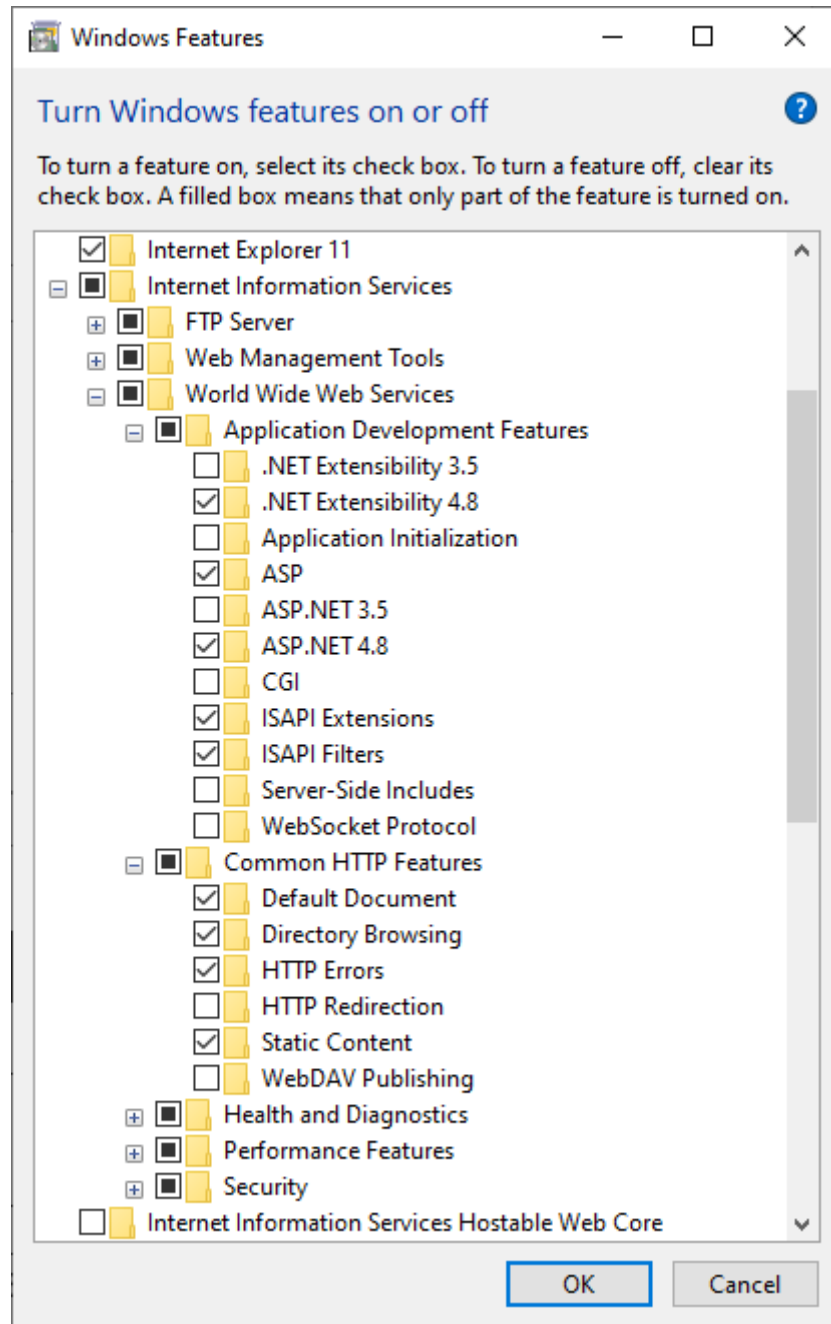 Windows Features
Turn Windows features on or off
To turn a feature on, select its check box. To turn a feature off, clear its
check box. A filled box means that only part of the feature is turned on.
Internet Explorer 11
Internet Information Services
FTP Server
Web Management Tools
World Wide Web Services
Application Development Features
.NET Extensibility 3.5
.NET Extensibility 4.8
Application Initialization
ASP
ASP.NET 3.5
ASP.NET 4.8
CGI
ISAPI Extensions
ISAPI Filters
Server-Side Includes
WebSocket Protocol
Common HTTP Features
Default Document
Directory Browsing
HTTP Errors
HTTP Redirection
Static Content
WebDAV Publishing
Health and Diagnostics
Performance Features
Security
Internet Information Services Hostable Web Core
OK Cancel